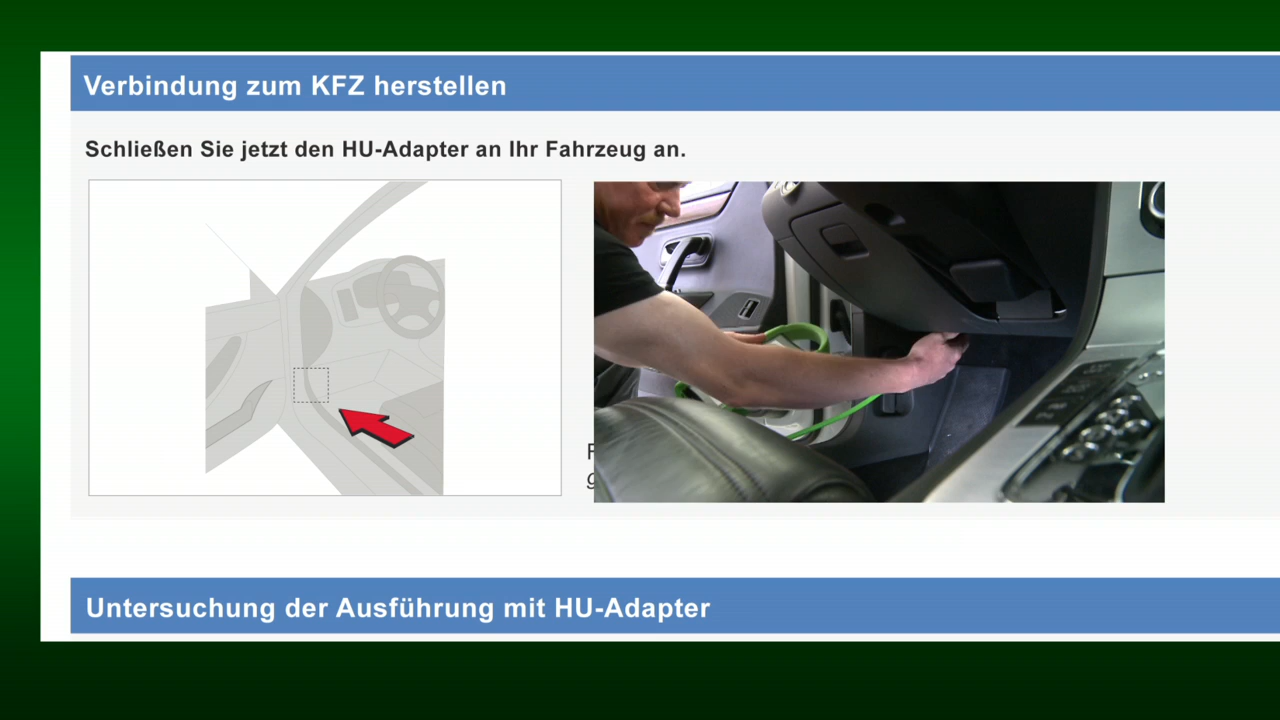 Verbindung zum KFZ herstellen
Schließen Sie jetzt den HU-Adapter an Ihr Fahrzeug an.
Untersuchung der Ausführung mit HU-Adapter